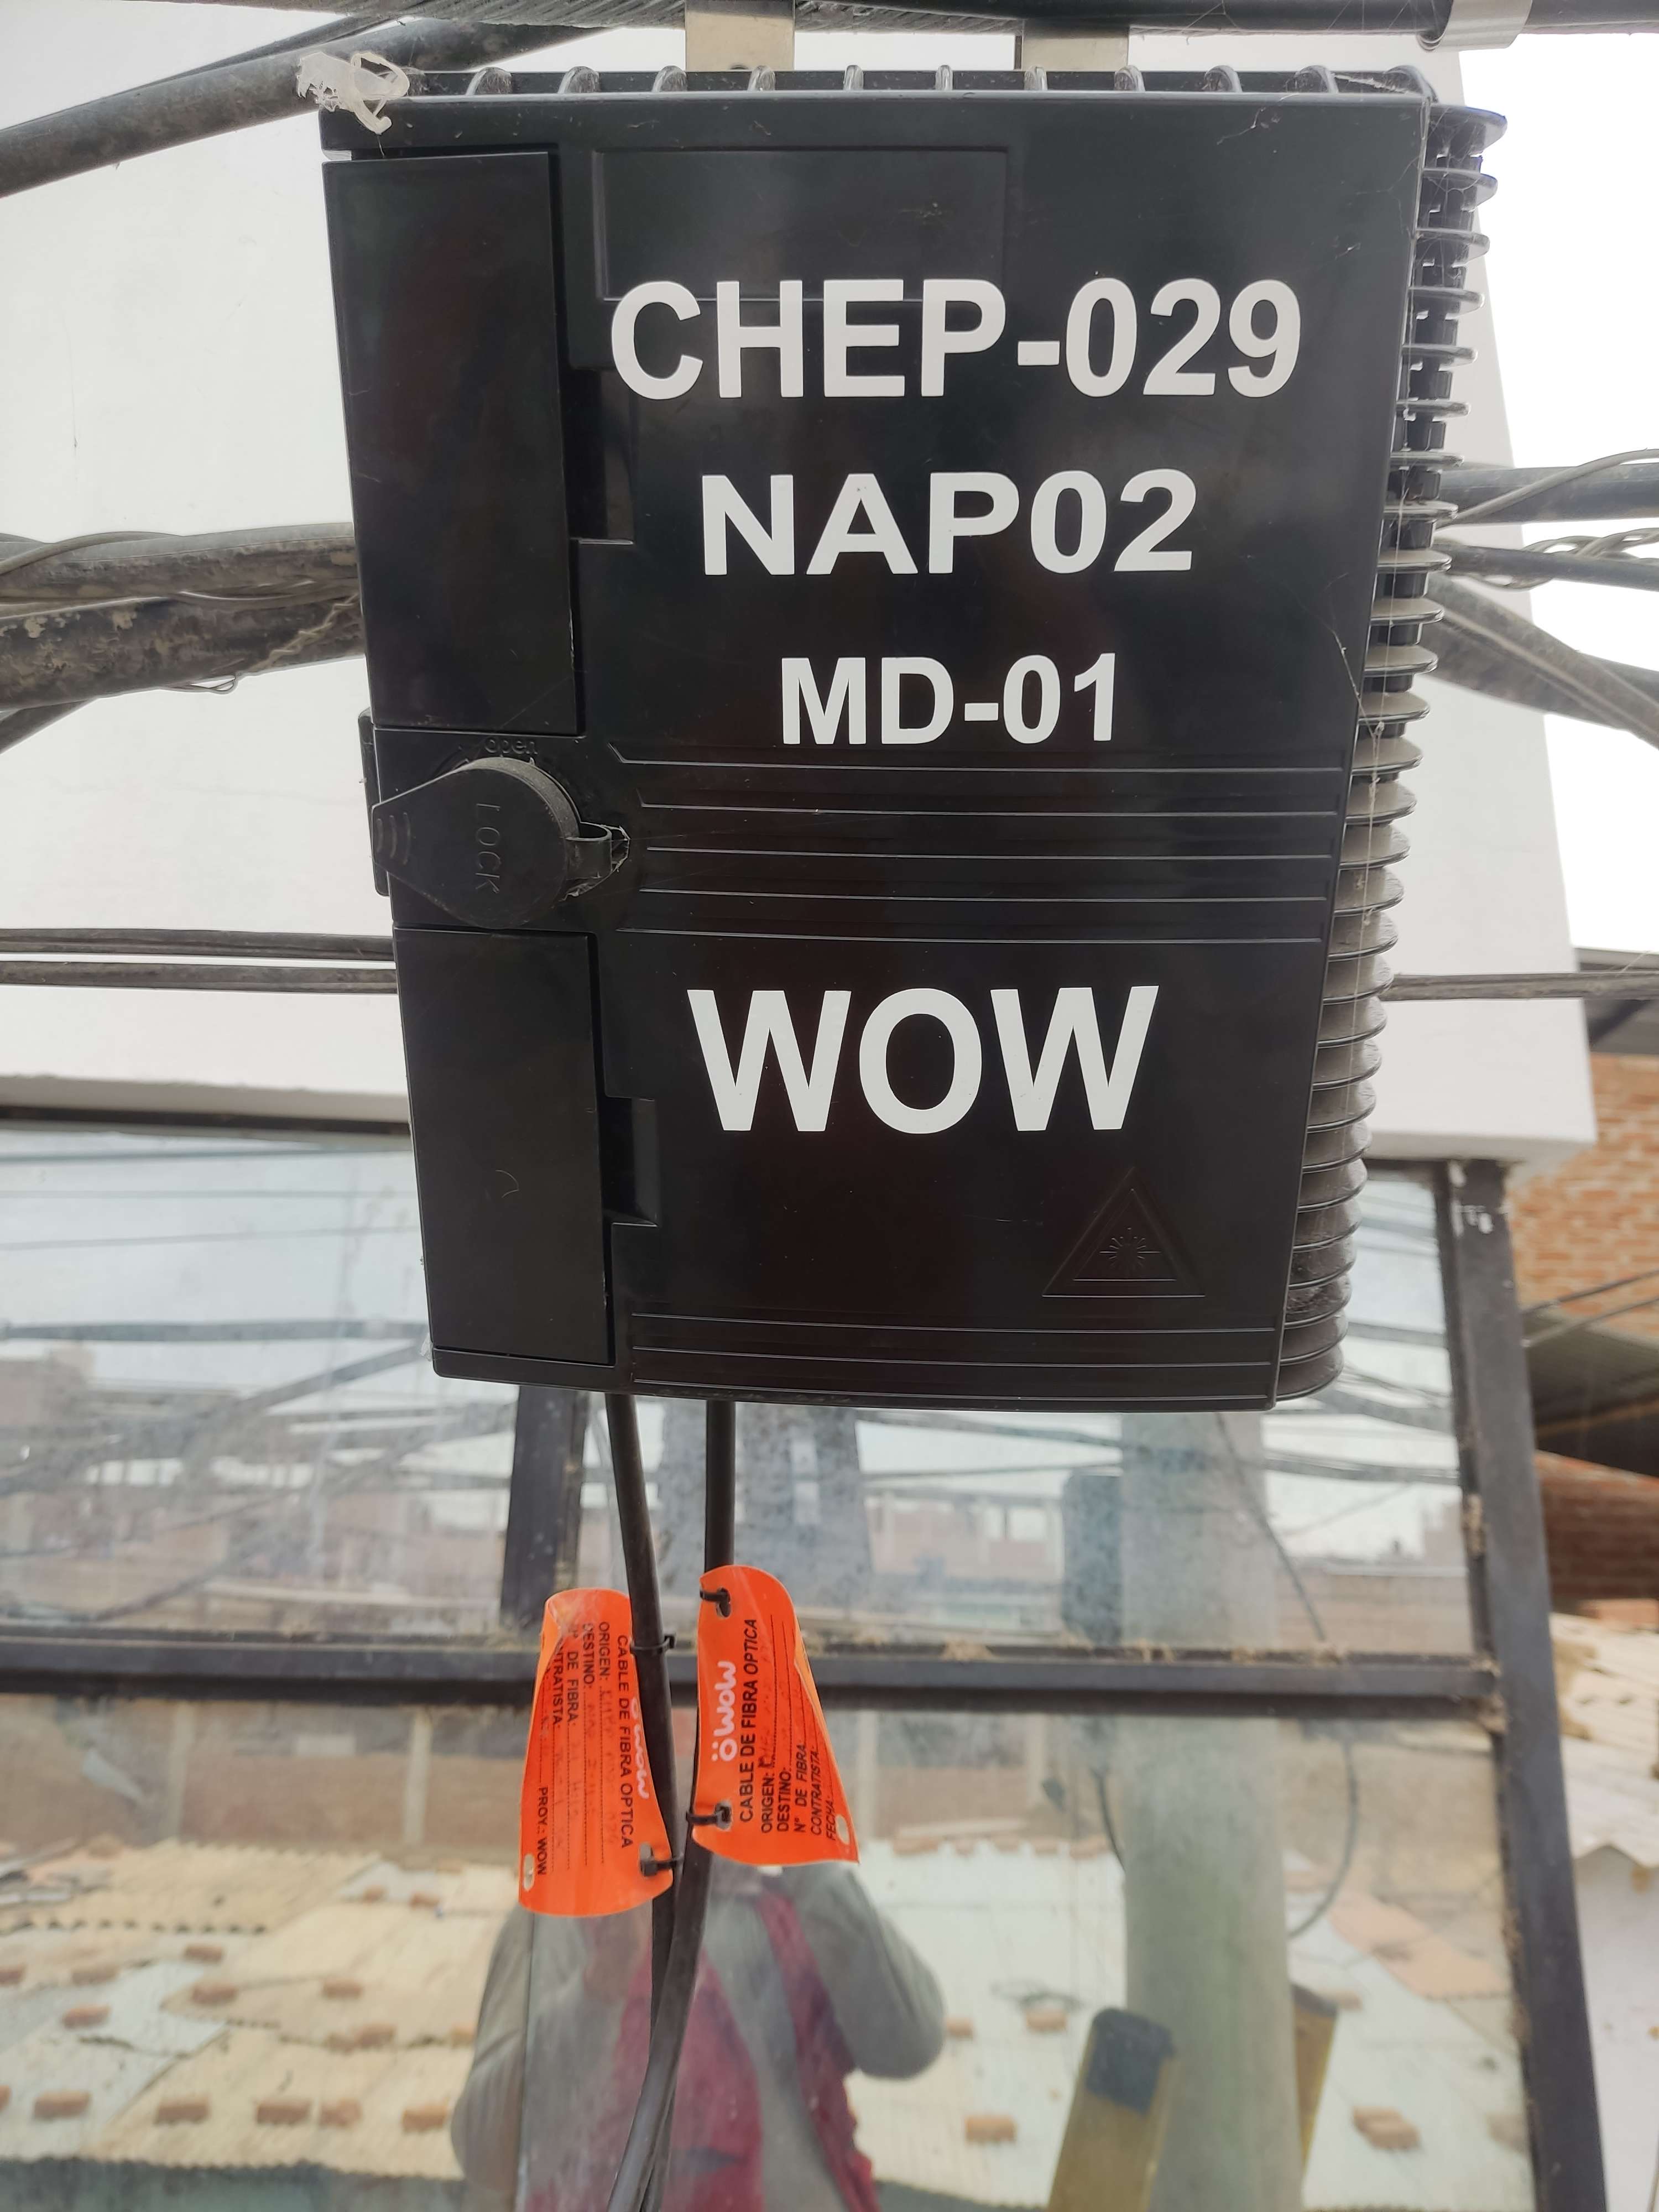 CHEP-029
NAP02
MD-01
open
LOCK
WOW
wow
CABLE DE FIBRA OPTICA
ORIGEN:
DESTINO:
DE FIBRA:
PROY.: WOW
wow
CABLE DE FIBRA OPTICA
ORIGEN:
DESTINO:
N° DE FIBRA
CONTRATISTA:
FECHA: